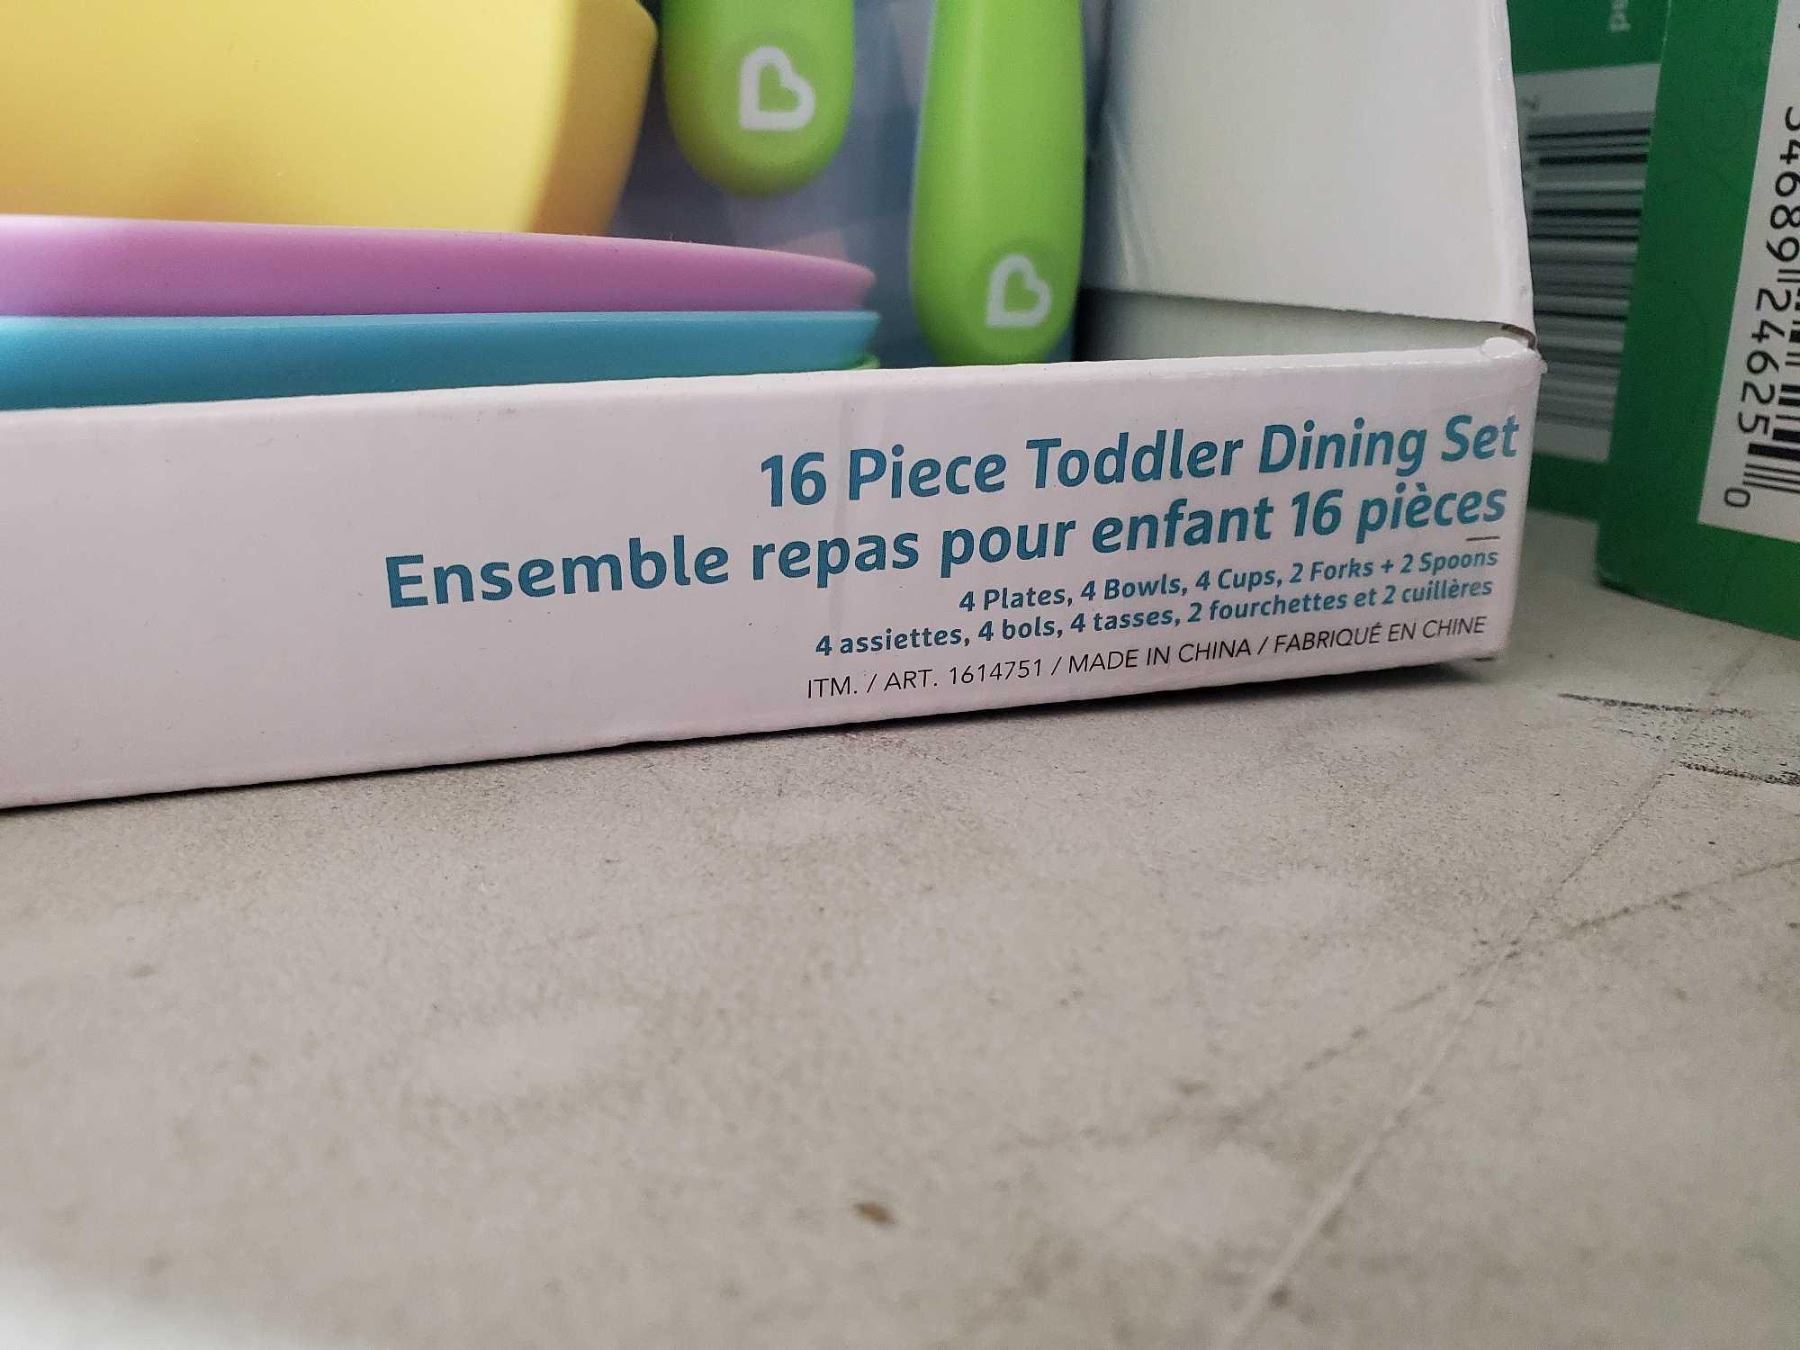 16 Piece Toddler Dining Set
Ensemble repas pour enfant 16 pièces
4 Plates, 4 Bowls, 4 Cups, 2 Forks + 2 Spoons
4 assiettes, 4 bols, 4 tasses, 2 fourchettes et 2 cuillères
ITM. / ART. 1614751 / MADE IN CHINA / FABRIQUÉ EN CHINE
24625
0